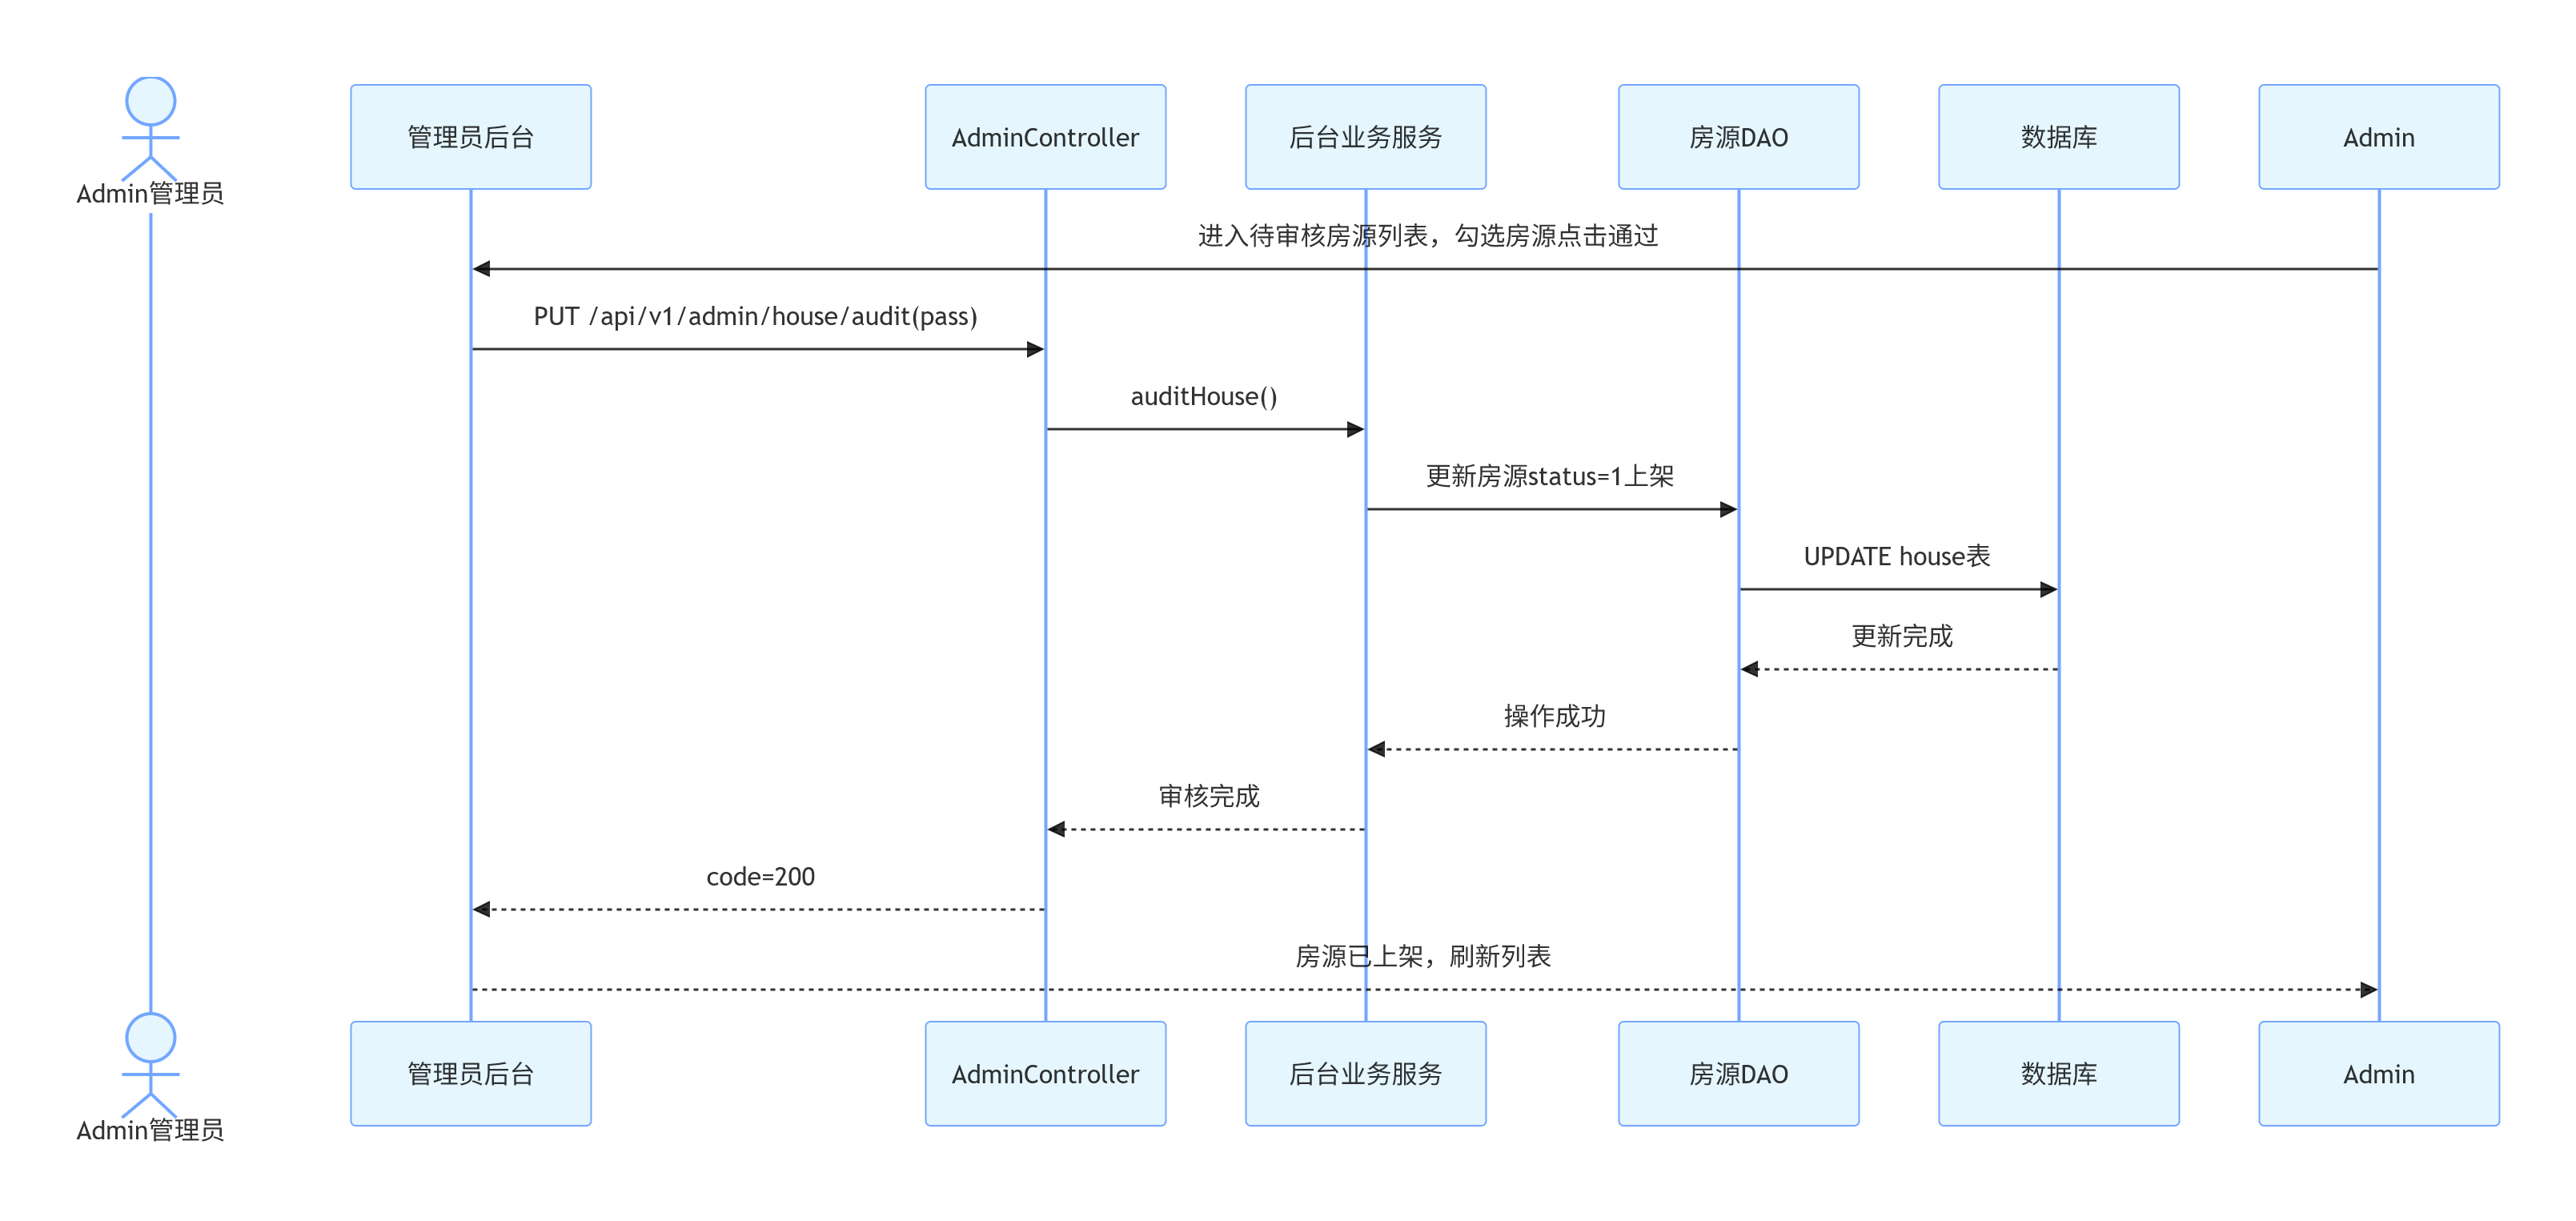 Admin管理员
管理员后台
AdminController
后台业务服务
房源DAO
数据库
Admin
进入待审核房源列表，勾选房源点击通过
PUT /api/v1/admin/house/audit(pass)
auditHouse()
更新房源status=1上架
UPDATE house表
更新完成
操作成功
审核完成
code=200
房源已上架，刷新列表
Admin管理员
管理员后台
AdminController
后台业务服务
房源DAO
数据库
Admin